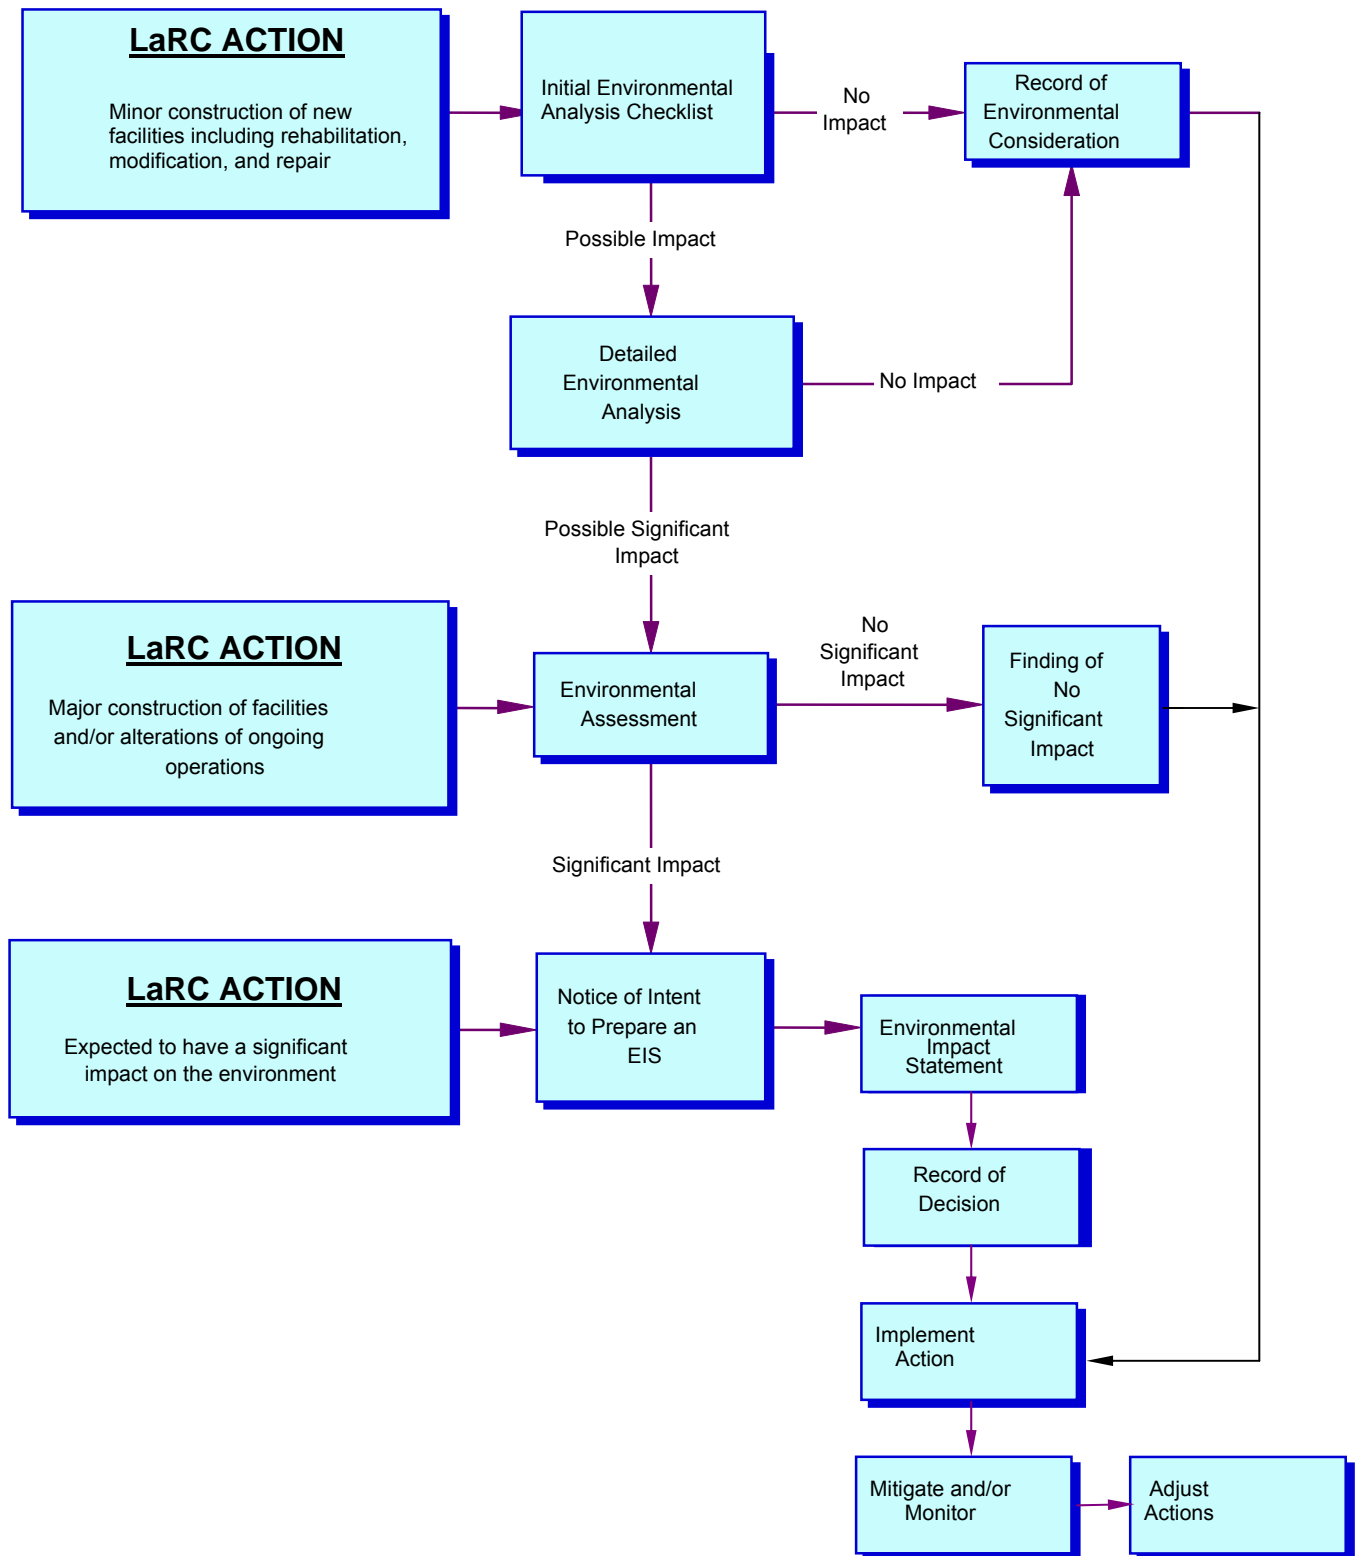 LaRC ACTION
Minor construction of new
facilities including rehabilitation,
modification, and repair
Initial Environmental
Analysis Checklist
No
Impact
Record of
Environmental
Consideration
Possible Impact
Detailed
Environmental
Analysis
No Impact
Possible Significant
Impact
LaRC ACTION
Major construction of facilities
and/or alterations of ongoing
operations
Environmental
Assessment
No
Significant
Impact
Finding of
No
Significant
Impact
Significant Impact
LaRC ACTION
Expected to have a significant
impact on the environment
Notice of Intent
to Prepare an
EIS
Environmental
Impact
Statement
Record of
Decision
Implement
Action
Mitigate and/or
Monitor
Adjust
Actions